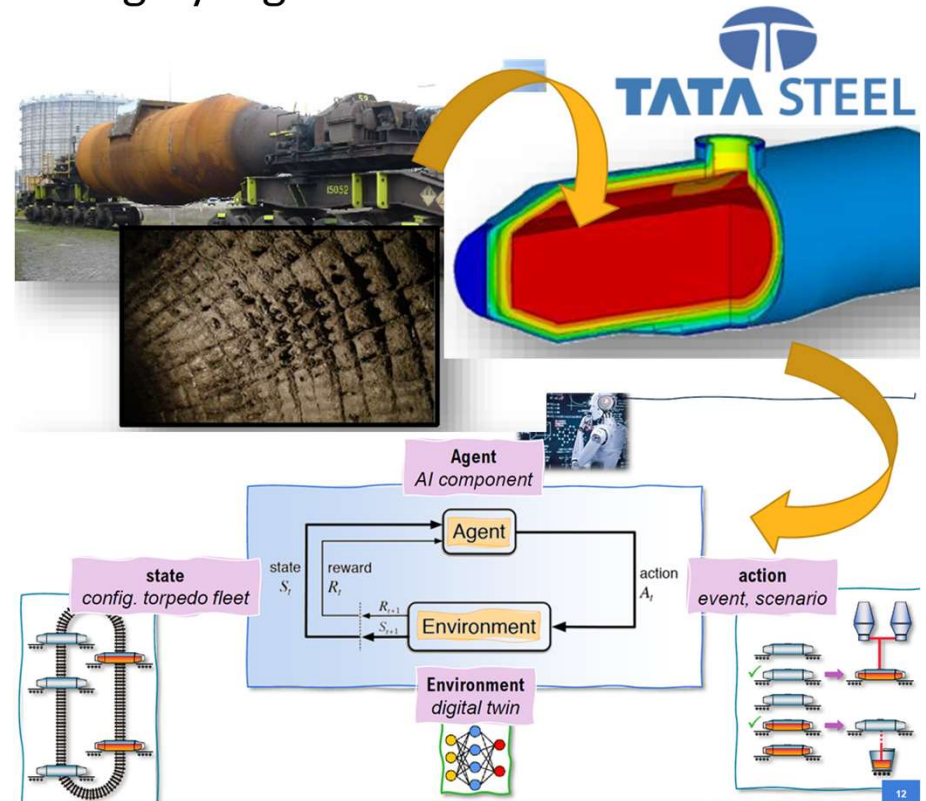 TATA STEEL
15052
Agent
AI component
Agent
state
S_t
reward
R_t
action
A_t
R_{t+1}
S_{t+1}
Environment
state
config. torpedo fleet
action
event, scenario
Environment
digital twin
12